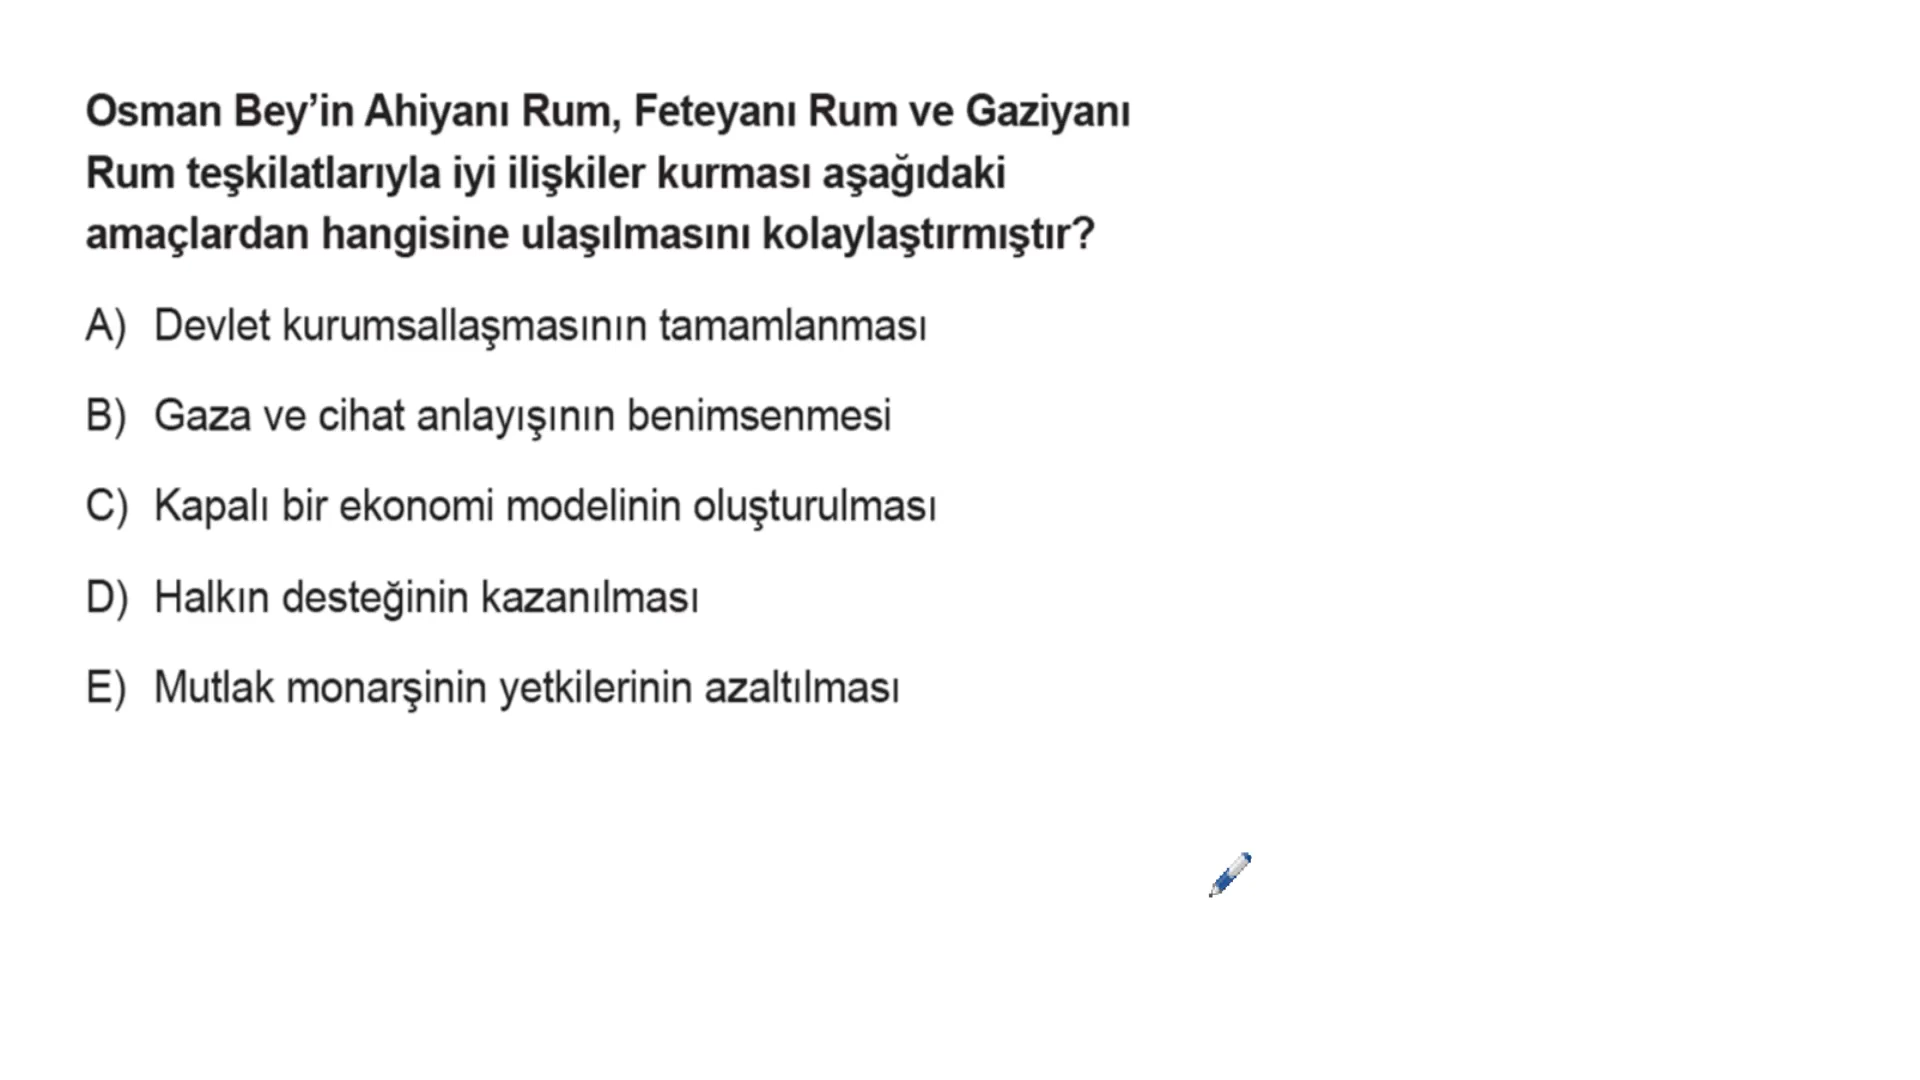 Osman Bey’in Ahiyanı Rum, Feteyanı Rum ve Gaziyanı
Rum teşkilatlarıyla iyi ilişkiler kurması aşağıdaki
amaçlardan hangisine ulaşılmasını kolaylaştırmıştır?
A) Devlet kurumsallaşmasının tamamlanması
B) Gaza ve cihat anlayışının benimsenmesi
C) Kapalı bir ekonomi modelinin oluşturulması
D) Halkın desteğinin kazanılması
E) Mutlak monarşinin yetkilerinin azaltılması